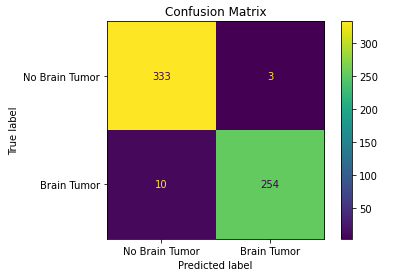 Confusion Matrix
True label
No Brain Tumor
333
3
Brain Tumor
10
254
No Brain Tumor
Brain Tumor
Predicted label
300
250
200
150
100
50